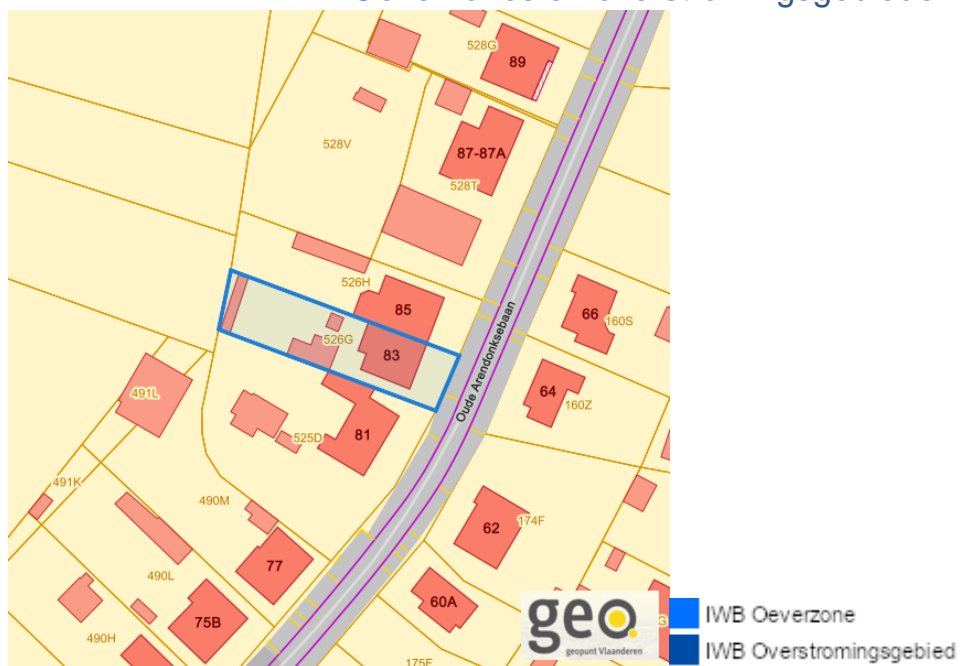 528G
89
528V
87-87A
528T
526H
85
66
160S
526G
83
Oude Arendonksebaan
64
160Z
491L
81
525D
491K
490M
62
174F
77
490L
60A
75B
490H
175E
G
geo.
geopunt Vlaanderen
IWB Oeverzone
IWB Overstromingsgebied